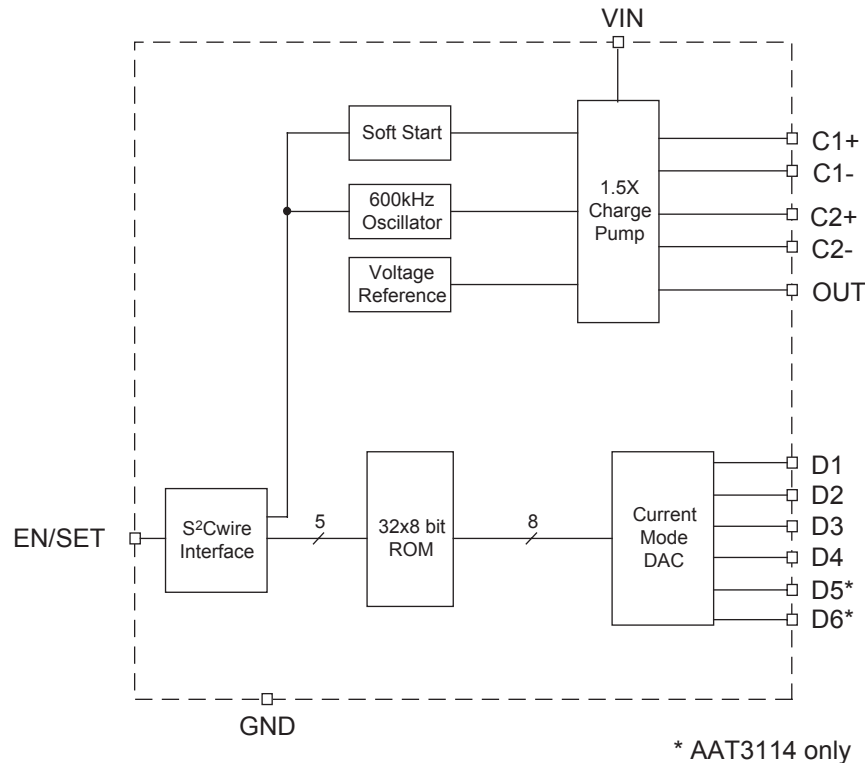 VIN
Soft Start
600kHz
Oscillator
Voltage
Reference
1.5X
Charge
Pump
C1+
C1-
C2+
C2-
OUT
EN/SET
S²Cwire
Interface
5
32x8 bit
ROM
8
Current
Mode
DAC
D1
D2
D3
D4
D5*
D6*
GND
* AAT3114 only